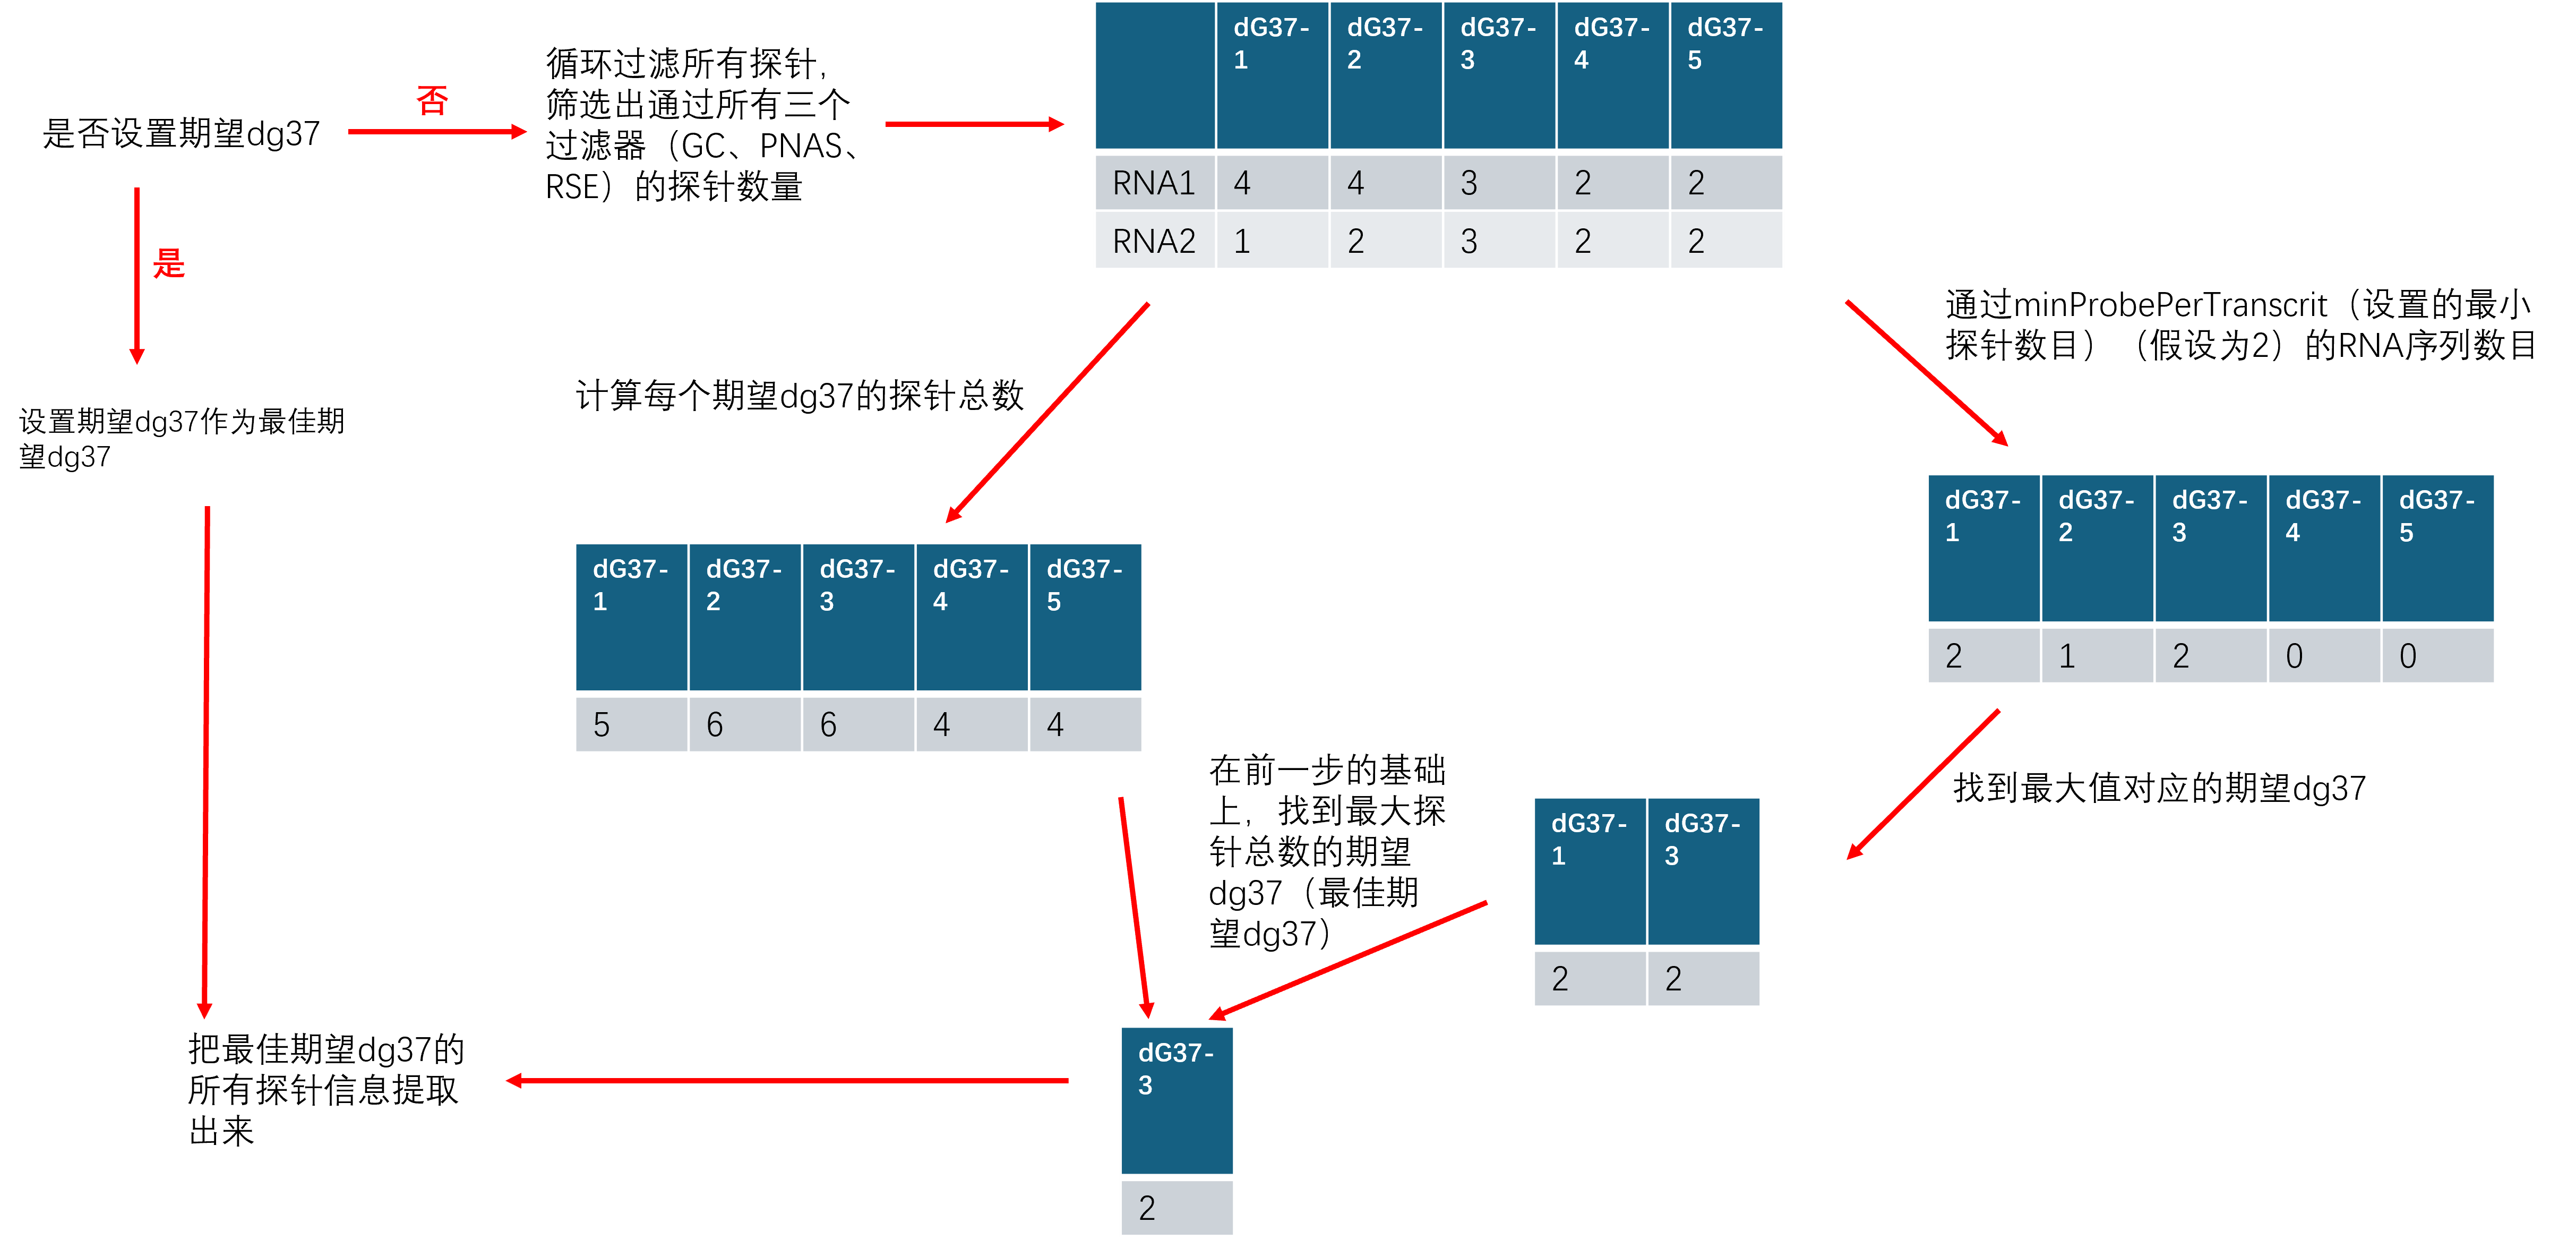 是否设置期望dg37
否
循环过滤所有探针，
筛选出通过所有三个
过滤器（GC、PNAS、
RSE）的探针数量
dG37-
1
dG37-
2
dG37-
3
dG37-
4
dG37-
5
RNA1 4 4 3 2 2
RNA2 1 2 3 2 2
是
设置期望dg37作为最佳期
望dg37
计算每个期望dg37的探针总数
通过minProbePerTranscrit（设置的最小
探针数目）（假设为2）的RNA序列数目
dG37-
1
dG37-
2
dG37-
3
dG37-
4
dG37-
5
5 6 6 4 4
dG37-
1
dG37-
2
dG37-
3
dG37-
4
dG37-
5
2 1 2 0 0
找到最大值对应的期望dg37
dG37-
1
dG37-
3
2 2
在前一步的基础
上，找到最大探
针总数的期望
dg37（最佳期
望dg37）
dG37-
3
2
把最佳期望dg37的
所有探针信息提取
出来